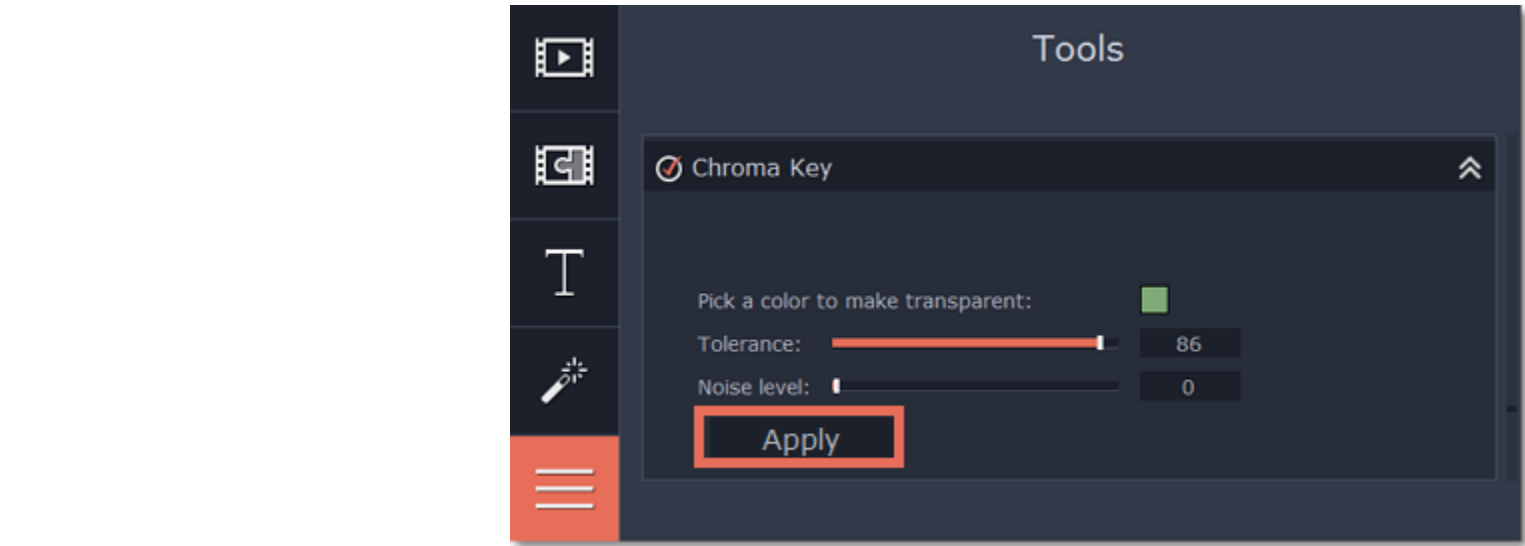 Tools
Chroma Key
T
Pick a color to make transparent:
Tolerance: 86
Noise level: 0
Apply